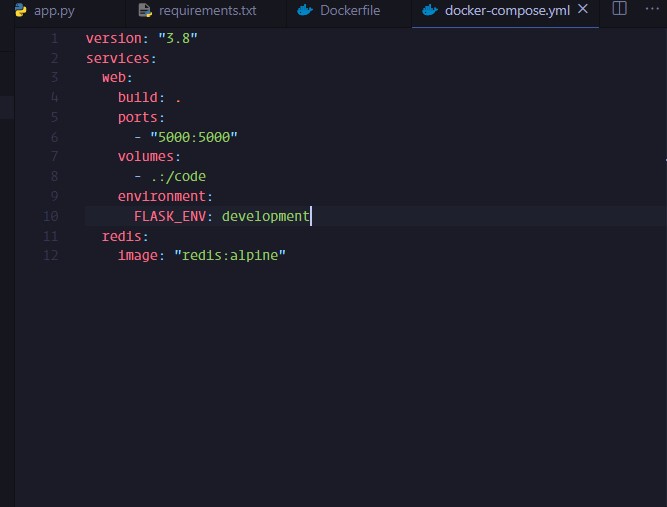 app.py requirements.txt Dockerfile docker-compose.yml
1 version: "3.8"
2 services:
3   web:
4     build: .
5     ports:
6       - "5000:5000"
7     volumes:
8       - .:/code
9     environment:
10       FLASK_ENV: development
11   redis:
12     image: "redis:alpine"